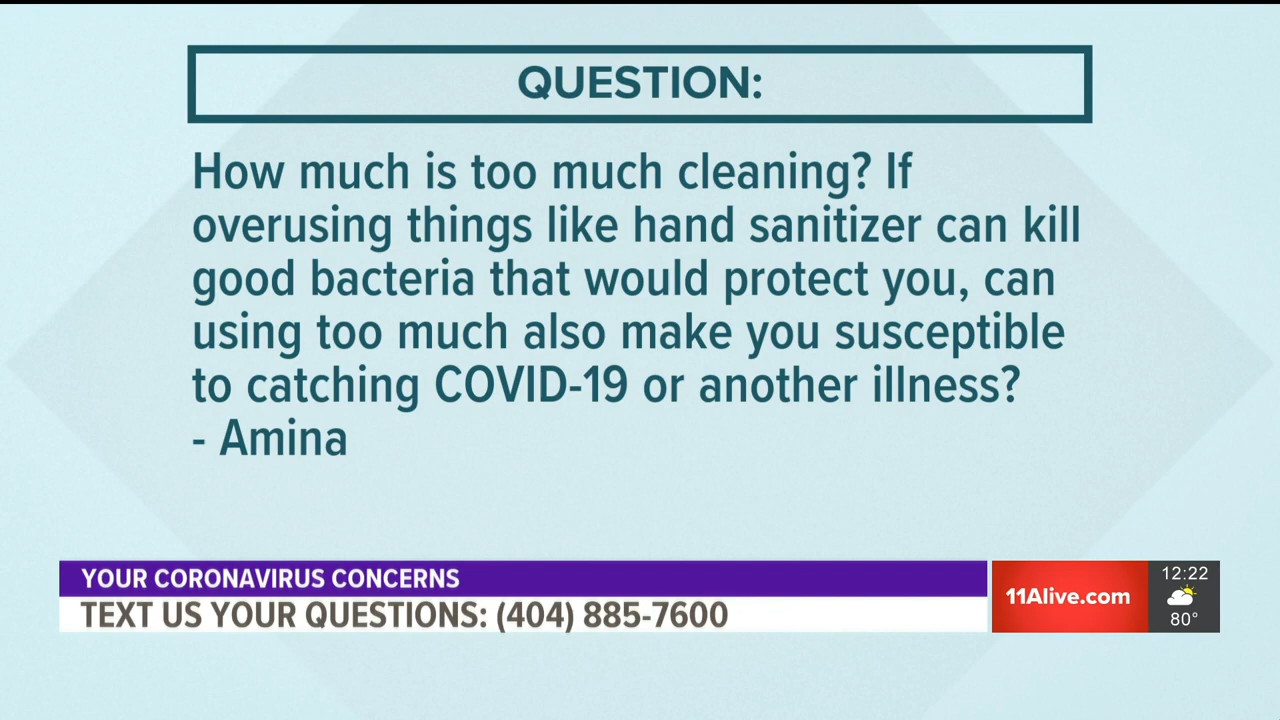 QUESTION:
How much is too much cleaning? If
overusing things like hand sanitizer can kill
good bacteria that would protect you, can
using too much also make you susceptible
to catching COVID-19 or another illness?
- Amina
YOUR CORONAVIRUS CONCERNS
TEXT US YOUR QUESTIONS: (404) 885-7600
11Alive.com
12:22
80°